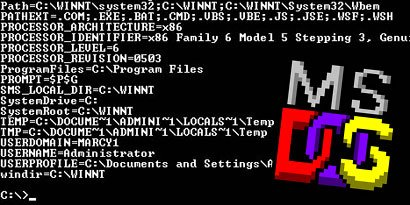 Path=C:\WINNT\system32;C:\WINNT;C:\WINNT\System32\Wbem
PATHEXT=.COM;.EXE;.BAT;.CMD;.VBS;.VBE;.JS;.JSE;.WSF;.WSH
PROCESSOR_ARCHITECTURE=x86
PROCESSOR_IDENTIFIER=x86 Family 6 Model 5 Stepping 3, Genui
PROCESSOR_LEVEL=6
PROCESSOR_REVISION=0503
ProgramFiles=C:\Program Files
PROMPT=$P$G
SMS_LOCAL_DIR=C:\WINNT
SystemDrive=C:
SystemRoot=C:\WINNT
TEMP=C:\DOCUME~1\ADMINI~1\LOCALS~1\Temp
TMP=C:\DOCUME~1\ADMINI~1\LOCALS~1\Temp
USERDOMAIN=MARCY1
USERNAME=Administrator
USERPROFILE=C:\Documents and Settings\A
windir=C:\WINNT
C:\>_
MS
DOS